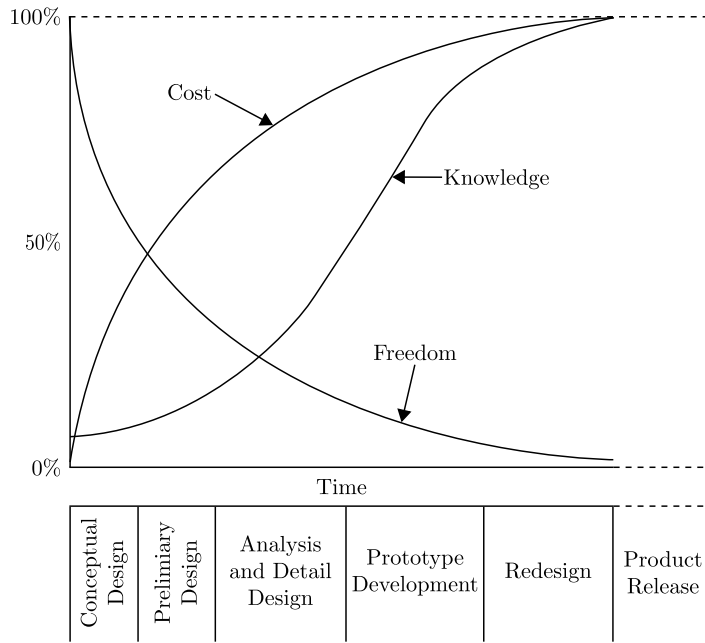 100%
Cost
Knowledge
50%
Freedom
0%
Time
Conceptual
Design
Prelimiary
Design
Analysis
and Detail
Design
Prototype
Development
Redesign
Product
Release